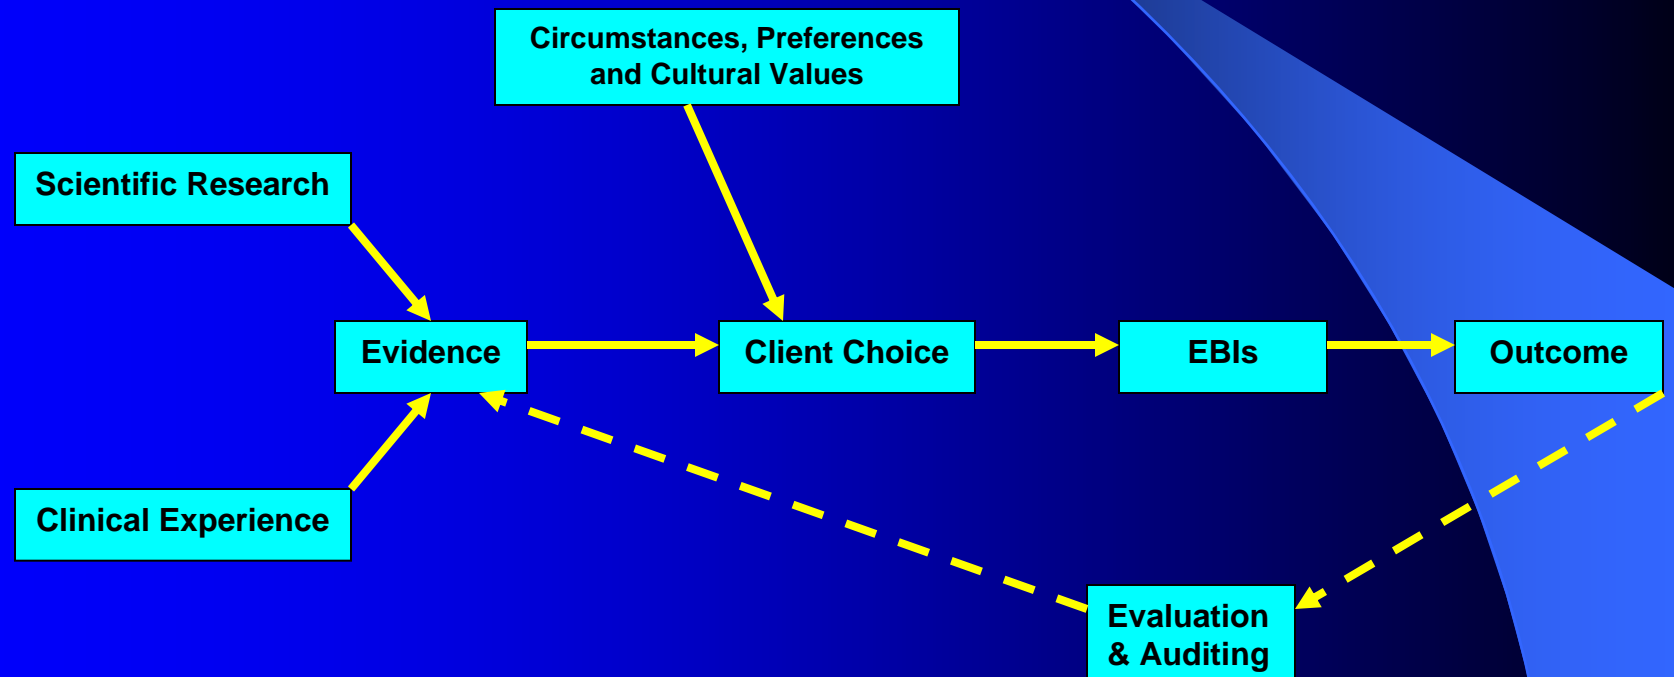 Circumstances, Preferences
and Cultural Values
Scientific Research
Evidence
Client Choice
EBIs
Outcome
Clinical Experience
Evaluation
& Auditing